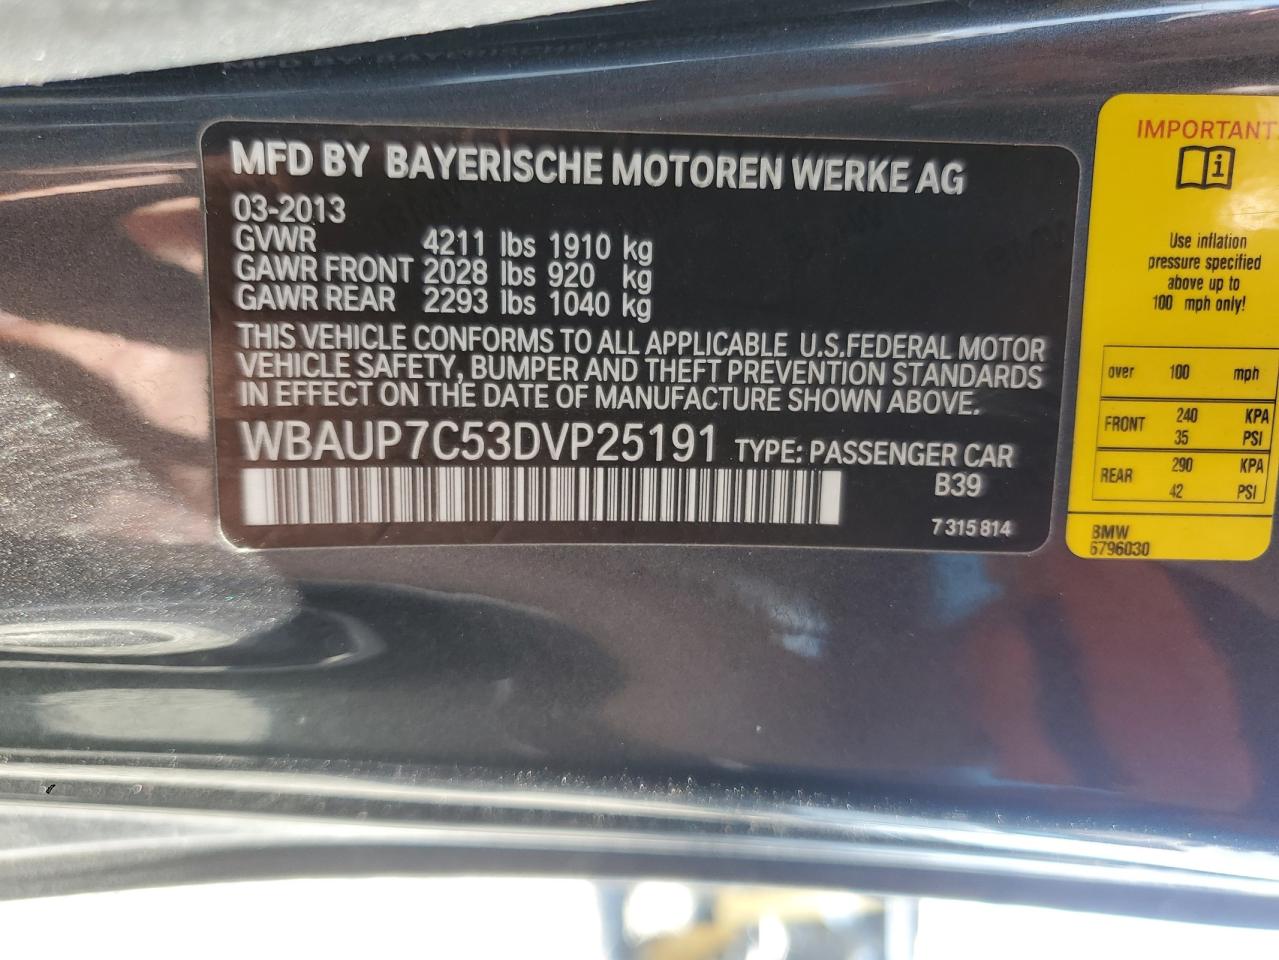 MFD BY BAYERISCHE MOTOREN WERKE AG
03-2013
GVWR 4211 lbs 1910 kg
GAWR FRONT 2028 lbs 920 kg
GAWR REAR 2293 lbs 1040 kg
THIS VEHICLE CONFORMS TO ALL APPLICABLE U.S.FEDERAL MOTOR
VEHICLE SAFETY, BUMPER AND THEFT PREVENTION STANDARDS
IN EFFECT ON THE DATE OF MANUFACTURE SHOWN ABOVE.
WBAUP7C53DVP25191 TYPE: PASSENGER CAR
B39
7 315 814
IMPORTANT
Use inflation
pressure specified
above up to
100 mph only!
over 100 mph
FRONT 240 KPA
35 PSI
REAR 290 KPA
42 PSI
BMW
6796030